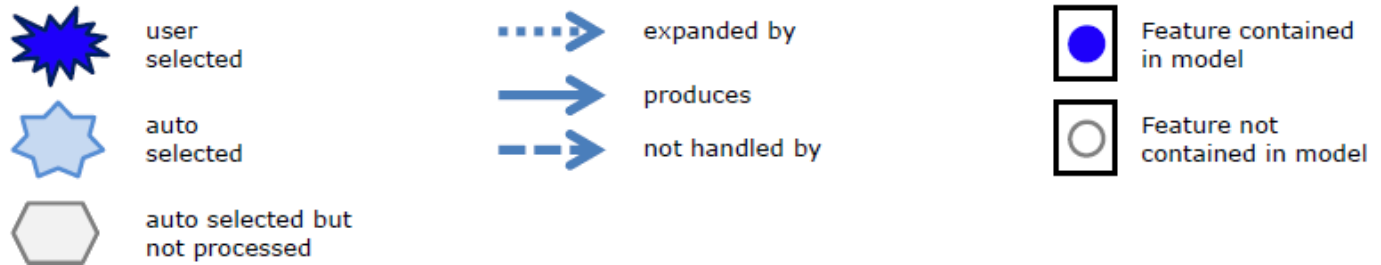 user
selected
auto
selected
auto selected but
not processed
expanded by
produces
not handled by
Feature contained
in model
Feature not
contained in model